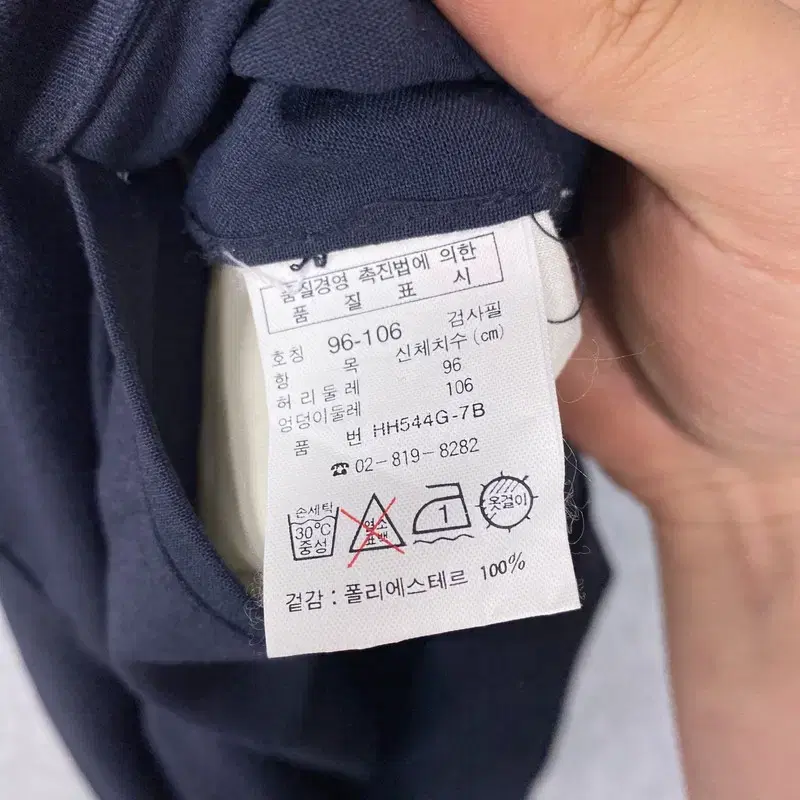 품질경영 촉진법에 의한
품 질 표 시
호칭 96-106 검사필
항 목 신체치수(cm)
허리둘레 96
엉덩이둘레 106
품 번 HH544G-7B
☎ 02-819-8282
손세탁
30℃
중성
염소
표백
1
옷걸이
겉감 : 폴리에스테르 100%